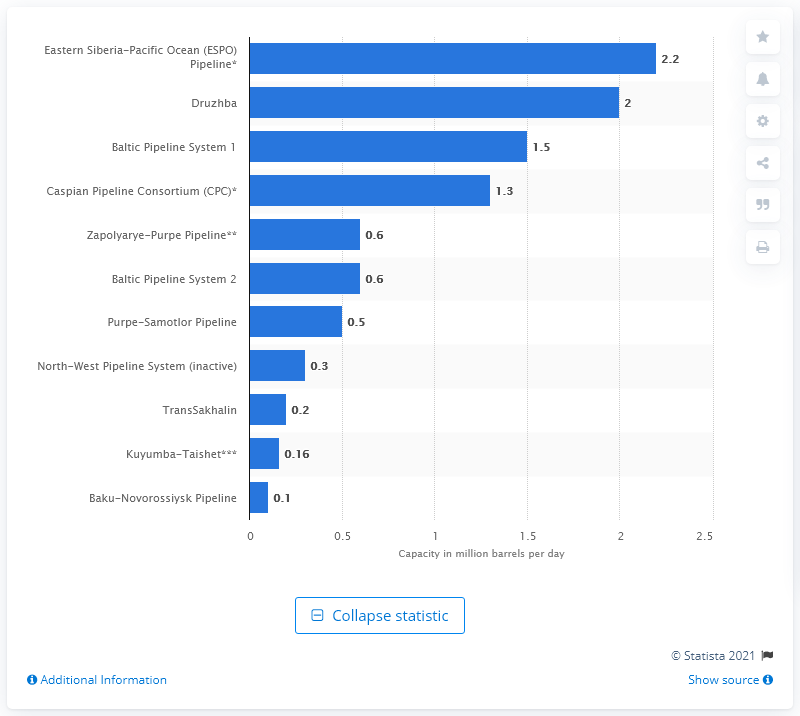 Eastern Siberia-Pacific Ocean (ESPO)
Pipeline*
2.2
Druzhba
2
Baltic Pipeline System 1
1.5
Caspian Pipeline Consortium (CPC)*
1.3
Zapolyarye-Purpe Pipeline**
0.6
Baltic Pipeline System 2
0.6
Purpe-Samotlor Pipeline
0.5
North-West Pipeline System (inactive)
0.3
TransSakhalin
0.2
Kuyumba-Taishet***
0.16
Baku-Novorossiysk Pipeline
0.1
0 0.5 1 1.5 2 2.5
Capacity in million barrels per day
Collapse statistic
© Statista 2021
Additional Information
Show source